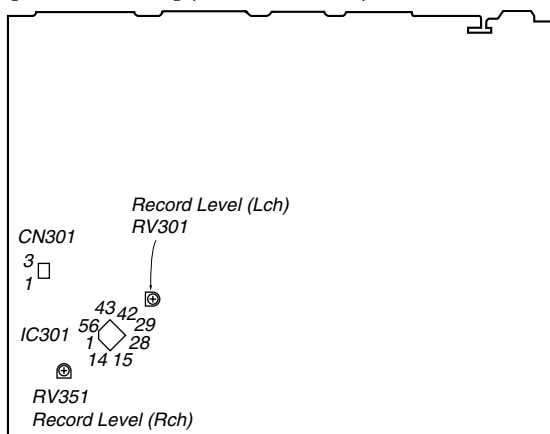 Record Level (Lch)
RV301
CN301
3
1
43 42
56 29
IC301
1 28
14 15
RV351
Record Level (Rch)